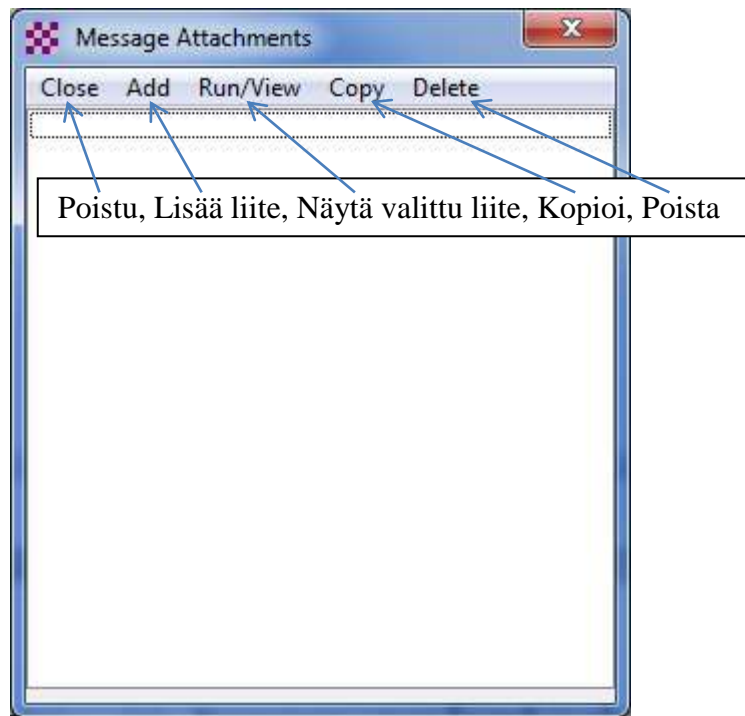 Message Attachments
Close Add Run/View Copy Delete
Poistu, Lisää liite, Näytä valittu liite, Kopioi, Poista